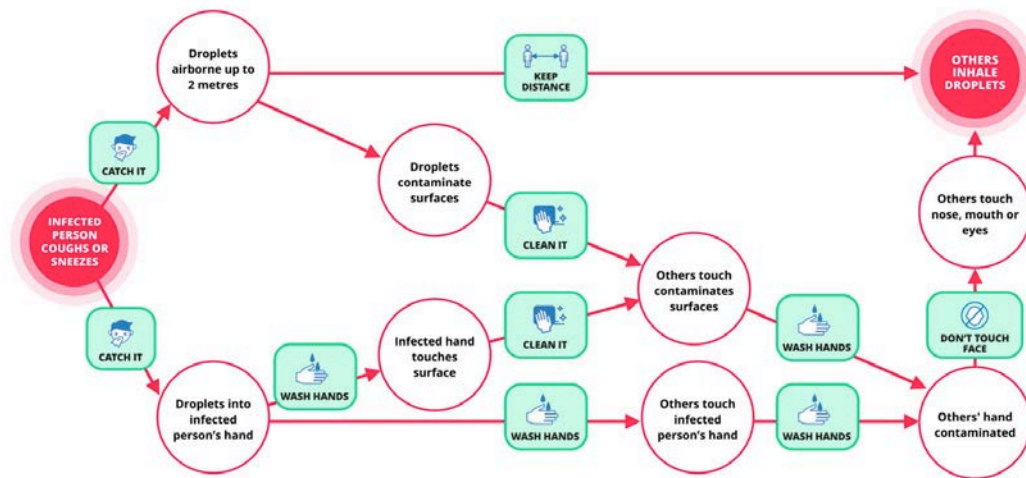 Droplets
airborne up to
2 metres
KEEP
DISTANCE
OTHERS
INHALE
DROPLETS
CATCH IT
Droplets
contaminate
surfaces
Others touch
nose, mouth or
eyes
INFECTED
PERSON
COUGHS OR
SNEEZES
CLEAN IT
Others touch
contaminates
surfaces
CATCH IT
Infected hand
touches
surface
CLEAN IT
WASH HANDS
DON'T TOUCH
FACE
WASH HANDS
Droplets into
infected
person's hand
WASH HANDS
Others touch
infected
person's hand
WASH HANDS
Others' hand
contaminated